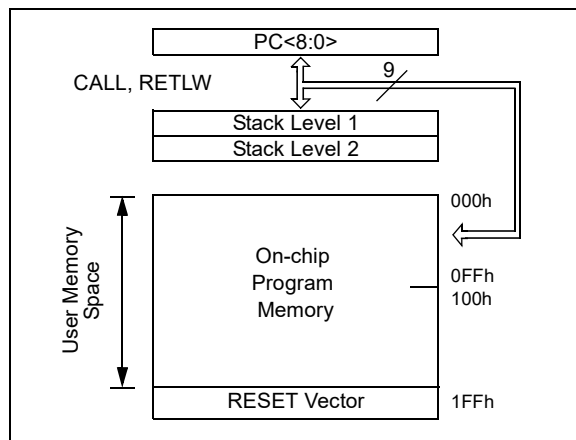 PC<8:0>
9
CALL, RETLW
Stack Level 1
Stack Level 2
000h
User Memory
Space
On-chip
Program
Memory
0FFh
100h
RESET Vector
1FFh